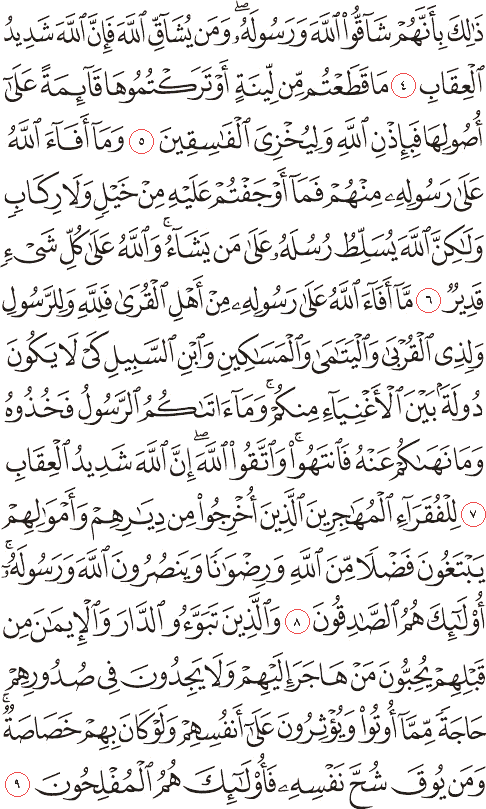 ذَٰلِكَ بِأَنَّهُمْ شَآقُّوا۟ ٱللَّهَ وَرَسُولَهُۥ ۖ وَمَن يُشَآقِّ ٱللَّهَ فَإِنَّ ٱللَّهَ شَدِيدُ
ٱلْعِقَابِ ٤ مَا قَطَعْتُم مِّن لِّينَةٍ أَوْ تَرَكْتُمُوهَا قَآئِمَةً عَلَىٰٓ
أُصُولِهَا فَبِإِذْنِ ٱللَّهِ وَلِيُخْزِىَ ٱلْفَـٰسِقِينَ ٥ وَمَآ أَفَآءَ ٱللَّهُ
عَلَىٰ رَسُولِهِۦ مِنْهُمْ فَمَآ أَوْجَفْتُمْ عَلَيْهِ مِنْ خَيْلٍ وَلَا رِكَابٍ
وَلَـٰكِنَّ ٱللَّهَ يُسَلِّطُ رُسُلَهُۥ عَلَىٰ مَن يَشَآءُ ۚ وَٱللَّهُ عَلَىٰ كُلِّ شَىْءٍ
قَدِيرٌ ٦ مَّآ أَفَآءَ ٱللَّهُ عَلَىٰ رَسُولِهِۦ مِنْ أَهْلِ ٱلْقُرَىٰ فَلِلَّهِ وَلِلرَّسُولِ
وَلِذِى ٱلْقُرْبَىٰ وَٱلْيَتَـٰمَىٰ وَٱلْمَسَـٰكِينِ وَٱبْنِ ٱلسَّبِيلِ كَىْ لَا يَكُونَ
دُولَةًۢ بَيْنَ ٱلْأَغْنِيَآءِ مِنكُمْ ۚ وَمَآ ءَاتَىٰكُمُ ٱلرَّسُولُ فَخُذُوهُ
وَمَا نَهَىٰكُمْ عَنْهُ فَٱنتَهُوا۟ ۚ وَٱتَّقُوا۟ ٱللَّهَ ۖ إِنَّ ٱللَّهَ شَدِيدُ ٱلْعِقَابِ
٧ لِلْفُقَرَآءِ ٱلْمُهَـٰجِرِينَ ٱلَّذِينَ أُخْرِجُوا۟ مِن دِيَـٰرِهِمْ وَأَمْوَٰلِهِمْ
يَبْتَغُونَ فَضْلًا مِّنَ ٱللَّهِ وَرِضْوَٰنًا وَيَنصُرُونَ ٱللَّهَ وَرَسُولَهُۥٓ ۚ
أُو۟لَـٰٓئِكَ هُمُ ٱلصَّـٰدِقُونَ ٨ وَٱلَّذِينَ تَبَوَّءُو ٱلدَّارَ وَٱلْإِيمَـٰنَ مِن
قَبْلِهِمْ يُحِبُّونَ مَنْ هَاجَرَ إِلَيْهِمْ وَلَا يَجِدُونَ فِى صُدُورِهِمْ
حَاجَةً مِّمَّآ أُوتُوا۟ وَيُؤْثِرُونَ عَلَىٰٓ أَنفُسِهِمْ وَلَوْ كَانَ بِهِمْ خَصَاصَةٌ ۚ
وَمَن يُوقَ شُحَّ نَفْسِهِۦ فَأُو۟لَـٰٓئِكَ هُمُ ٱلْمُفْلِحُونَ ٩